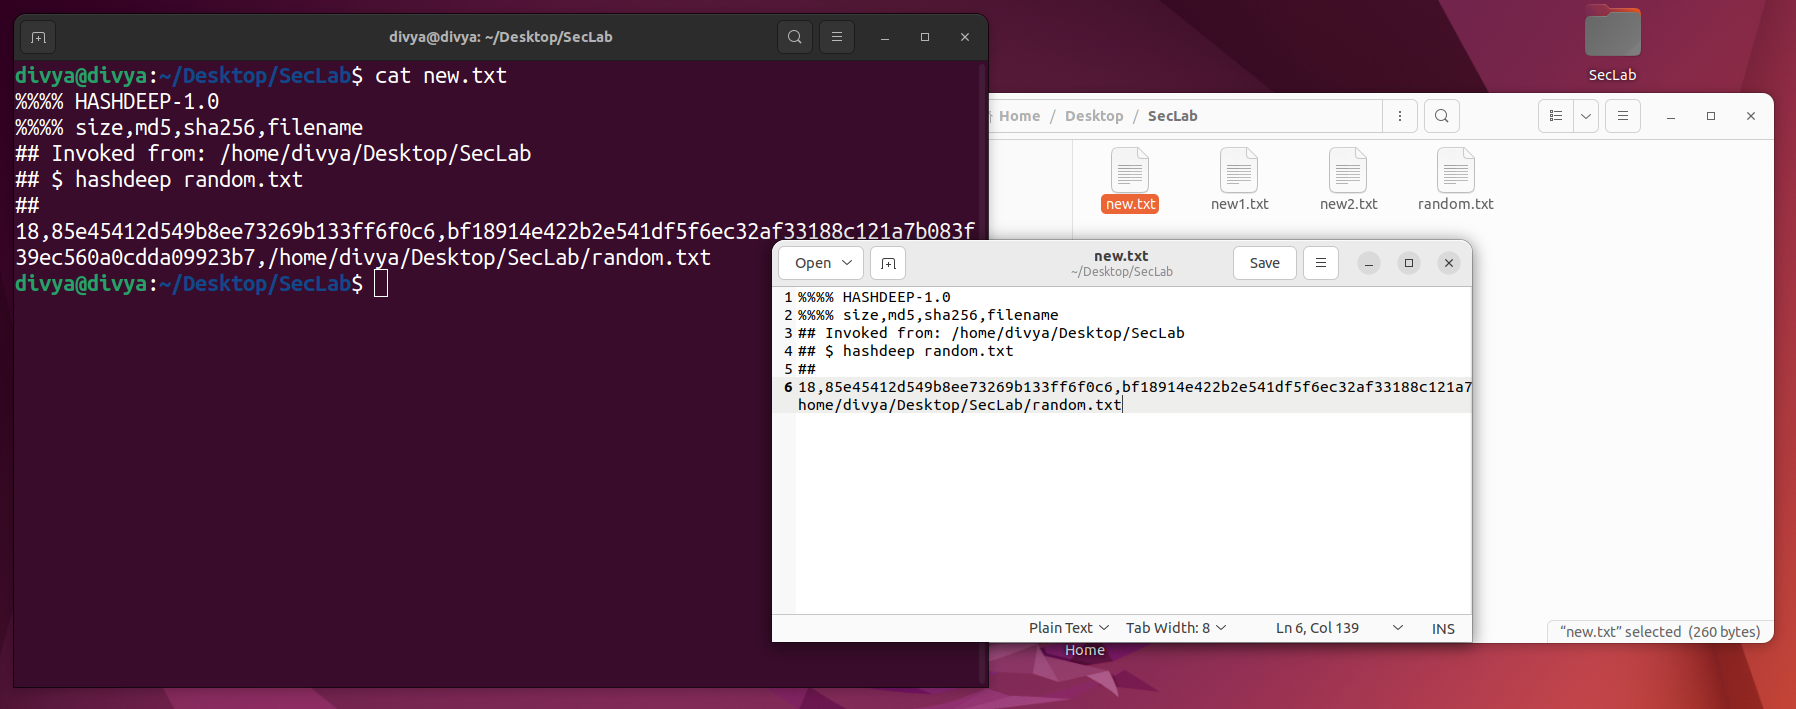 divya@divya: ~/Desktop/SecLab
divya@divya:~/Desktop/SecLab$ cat new.txt
%%%% HASHDEEP-1.0
%%%% size,md5,sha256,filename
## Invoked from: /home/divya/Desktop/SecLab
## $ hashdeep random.txt
##
18,85e45412d549b8ee73269b133ff6f0c6,bf18914e422b2e541df5f6ec32af33188c121a7b083f
39ec560a0cdda09923b7,/home/divya/Desktop/SecLab/random.txt
divya@divya:~/Desktop/SecLab$
SecLab
Home / Desktop / SecLab
new.txt
new1.txt
new2.txt
random.txt
Open
new.txt
~/Desktop/SecLab
Save
1 %%%% HASHDEEP-1.0
2 %%%% size,md5,sha256,filename
3 ## Invoked from: /home/divya/Desktop/SecLab
4 ## $ hashdeep random.txt
5 ##
6 18,85e45412d549b8ee73269b133ff6f0c6,bf18914e422b2e541df5f6ec32af33188c121a7
home/divya/Desktop/SecLab/random.txt
Plain Text
Tab Width: 8
Ln 6, Col 139
INS
“new.txt” selected (260 bytes)
Home